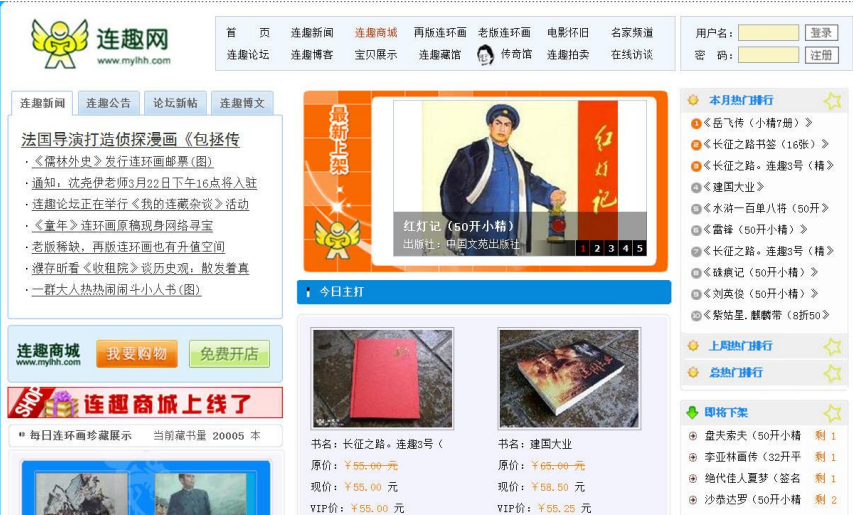 连趣网
www.mylhh.com
首 页 连趣新闻 连趣商城 再版连环画 老版连环画 电影怀旧 名家频道
连趣论坛 连趣博客 宝贝展示 连趣藏馆 传奇馆 连趣拍卖 在线访谈
用户名： 登录
密 码： 注册
连趣新闻 连趣公告 论坛新帖 连趣博文
法国导演打造侦探漫画《包拯传
·《儒林外史》发行连环画邮票(图)
·通知：沈尧伊老师3月22日下午16点将入驻
·连趣论坛正在举行《我的连藏杂谈》活动
·《童年》连环画原稿现身网络寻宝
·老版稀缺，再版连环画也有升值空间
·濮存昕看《收租院》谈历史观：散发着真
·一群大人热热闹闹斗小人书(图)
连趣商城
www.mylhh.com
我要购物
免费开店
SHOP 连趣商城上线了
每日连环画珍藏展示 当前藏书量 20005 本
最新上架
红灯记
红灯记（50开小精）
出版社：中国文苑出版社
1 2 3 4 5
今日主打
书名：长征之路。连趣3号（
原价：￥55.00 元
现价：￥55.00 元
VIP价：￥55.00 元
书名：建国大业
原价：￥65.00 元
现价：￥58.50 元
VIP价：￥55.25 元
本月热门排行
1《岳飞传（小精7册）》
2《长征之路书签（16张）》
3《长征之路。连趣3号（精》
4《建国大业》
5《水浒一百单八将（50开》
6《雷锋（50开小精）》
7《长征之路。连趣3号（精》
8《珠痕记（50开小精）》
9《刘英俊（50开小精）》
10《紫姑星.麒麟带（8折50》
上周热门排行
总热门排行
即将下架
盘夫索夫（50开小精 剩 1
李亚林画传（32开平 剩 1
绝代佳人夏梦（签名 剩 1
沙恭达罗（50开小精 剩 2